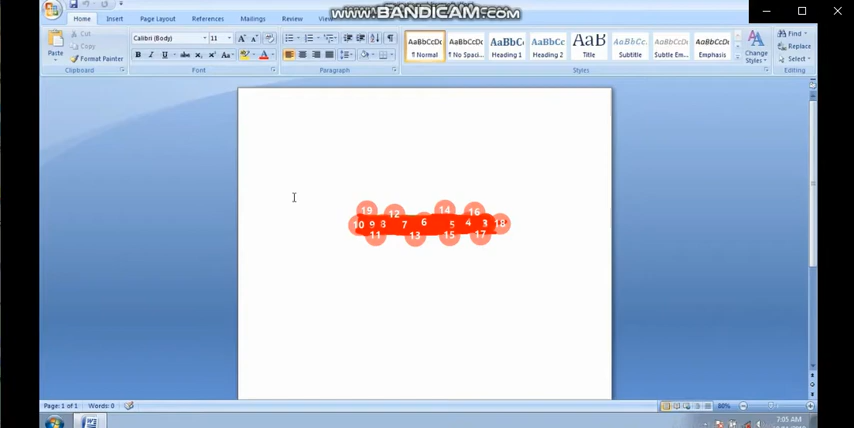 www.BANDICAM.com
Home Insert Page Layout References Mailings Review
Cut
Copy
Format Painter
Paste
Calibri (Body) 11
AaBbCcDc AaBbCcDc AaBbC AaBbCc AaB AaBbCc. AaBbCcDc AaBbCcDc
¶ Normal ¶ No Spaci... Heading 1 Heading 2 Title Subtitle Subtle Em... Emphasis
Change Styles
Find
Replace
Select
Clipboard Font Paragraph Styles Editing
19 12 14 16
10 9 8 7 6 5 4 3 18
11 13 15 17
Page: 1 of 1 Words: 0 80%
7:05 AM